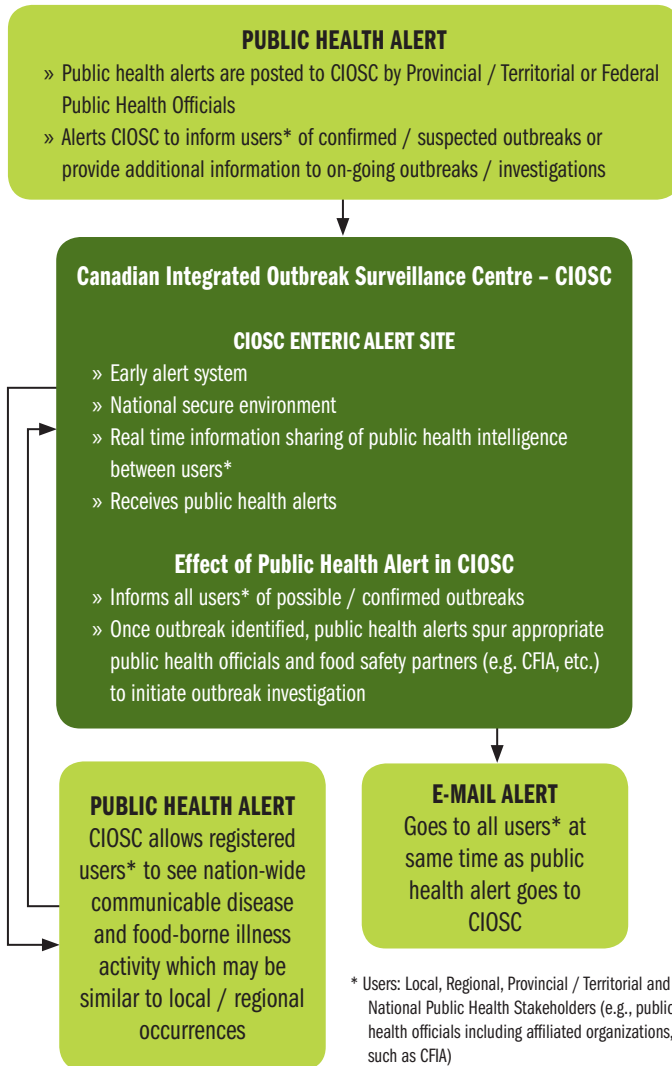 PUBLIC HEALTH ALERT
» Public health alerts are posted to CIOSC by Provincial / Territorial or Federal
Public Health Officials
» Alerts CIOSC to inform users* of confirmed / suspected outbreaks or
provide additional information to on-going outbreaks / investigations
Canadian Integrated Outbreak Surveillance Centre – CIOSC
CIOSC ENTERIC ALERT SITE
» Early alert system
» National secure environment
» Real time information sharing of public health intelligence
between users*
» Receives public health alerts
Effect of Public Health Alert in CIOSC
» Informs all users* of possible / confirmed outbreaks
» Once outbreak identified, public health alerts spur appropriate
public health officials and food safety partners (e.g. CFIA, etc.)
to initiate outbreak investigation
PUBLIC HEALTH ALERT
CIOSC allows registered
users* to see nation-wide
communicable disease
and food-borne illness
activity which may be
similar to local / regional
occurrences
E-MAIL ALERT
Goes to all users* at
same time as public
health alert goes to
CIOSC
* Users: Local, Regional, Provincial / Territorial and
National Public Health Stakeholders (e.g., public
health officials including affiliated organizations,
such as CFIA)